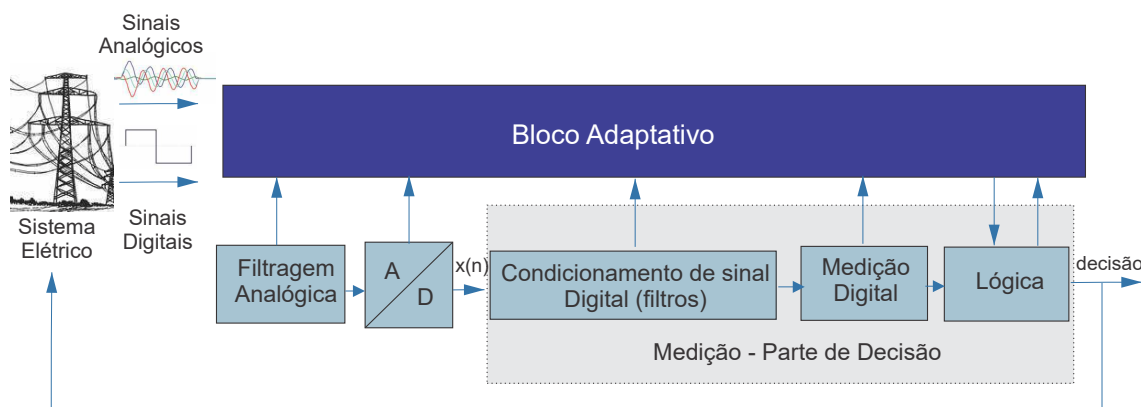 Sinais
Analógicos
Bloco Adaptativo
Sistema
Elétrico
Sinais
Digitais
Filtragem
Analógica
A
D
x(n)
Condicionamento de sinal
Digital (filtros)
Medição
Digital
Lógica
decisão
Medição - Parte de Decisão